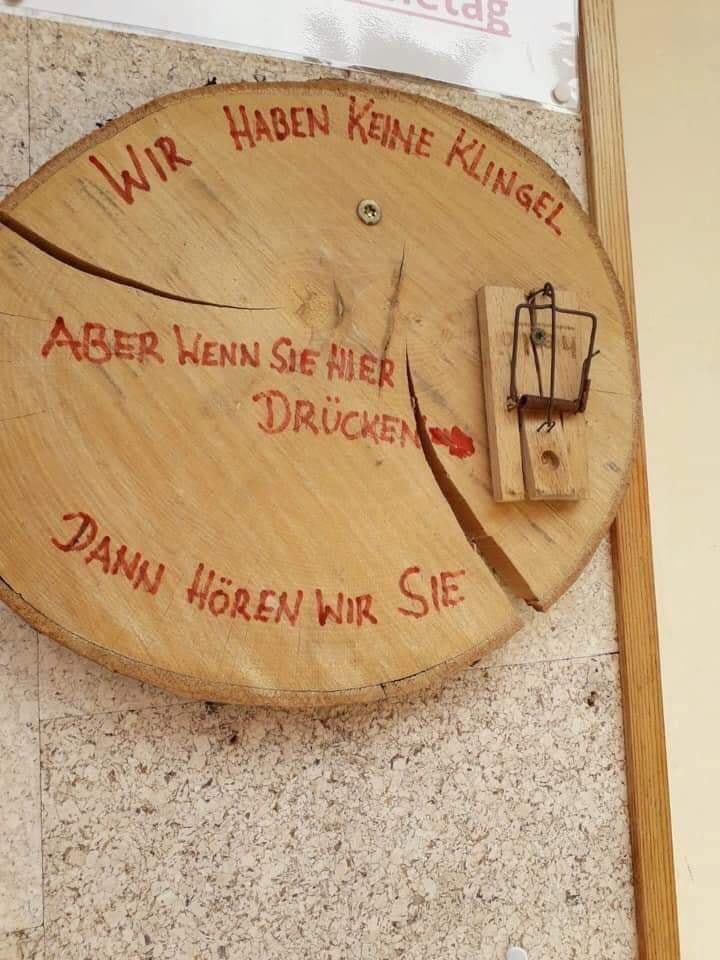 WIR HABEN KEINE KLINGEL
ABER WENN SIE HIER
DRÜCKEN
DANN HÖREN WIR SIE